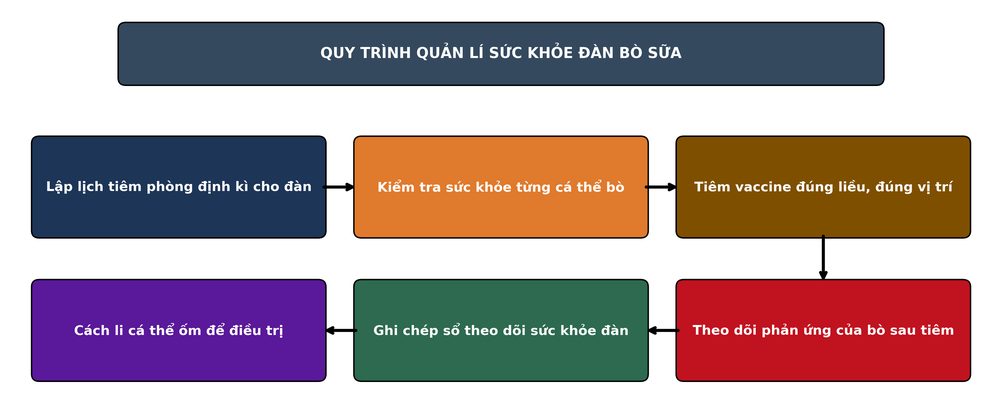 QUY TRÌNH QUẢN LÍ SỨC KHỎE ĐÀN BÒ SỮA
Lập lịch tiêm phòng định kì cho đàn
Kiểm tra sức khỏe từng cá thể bò
Tiêm vaccine đúng liều, đúng vị trí
Theo dõi phản ứng của bò sau tiêm
Ghi chép sổ theo dõi sức khỏe đàn
Cách li cá thể ốm để điều trị